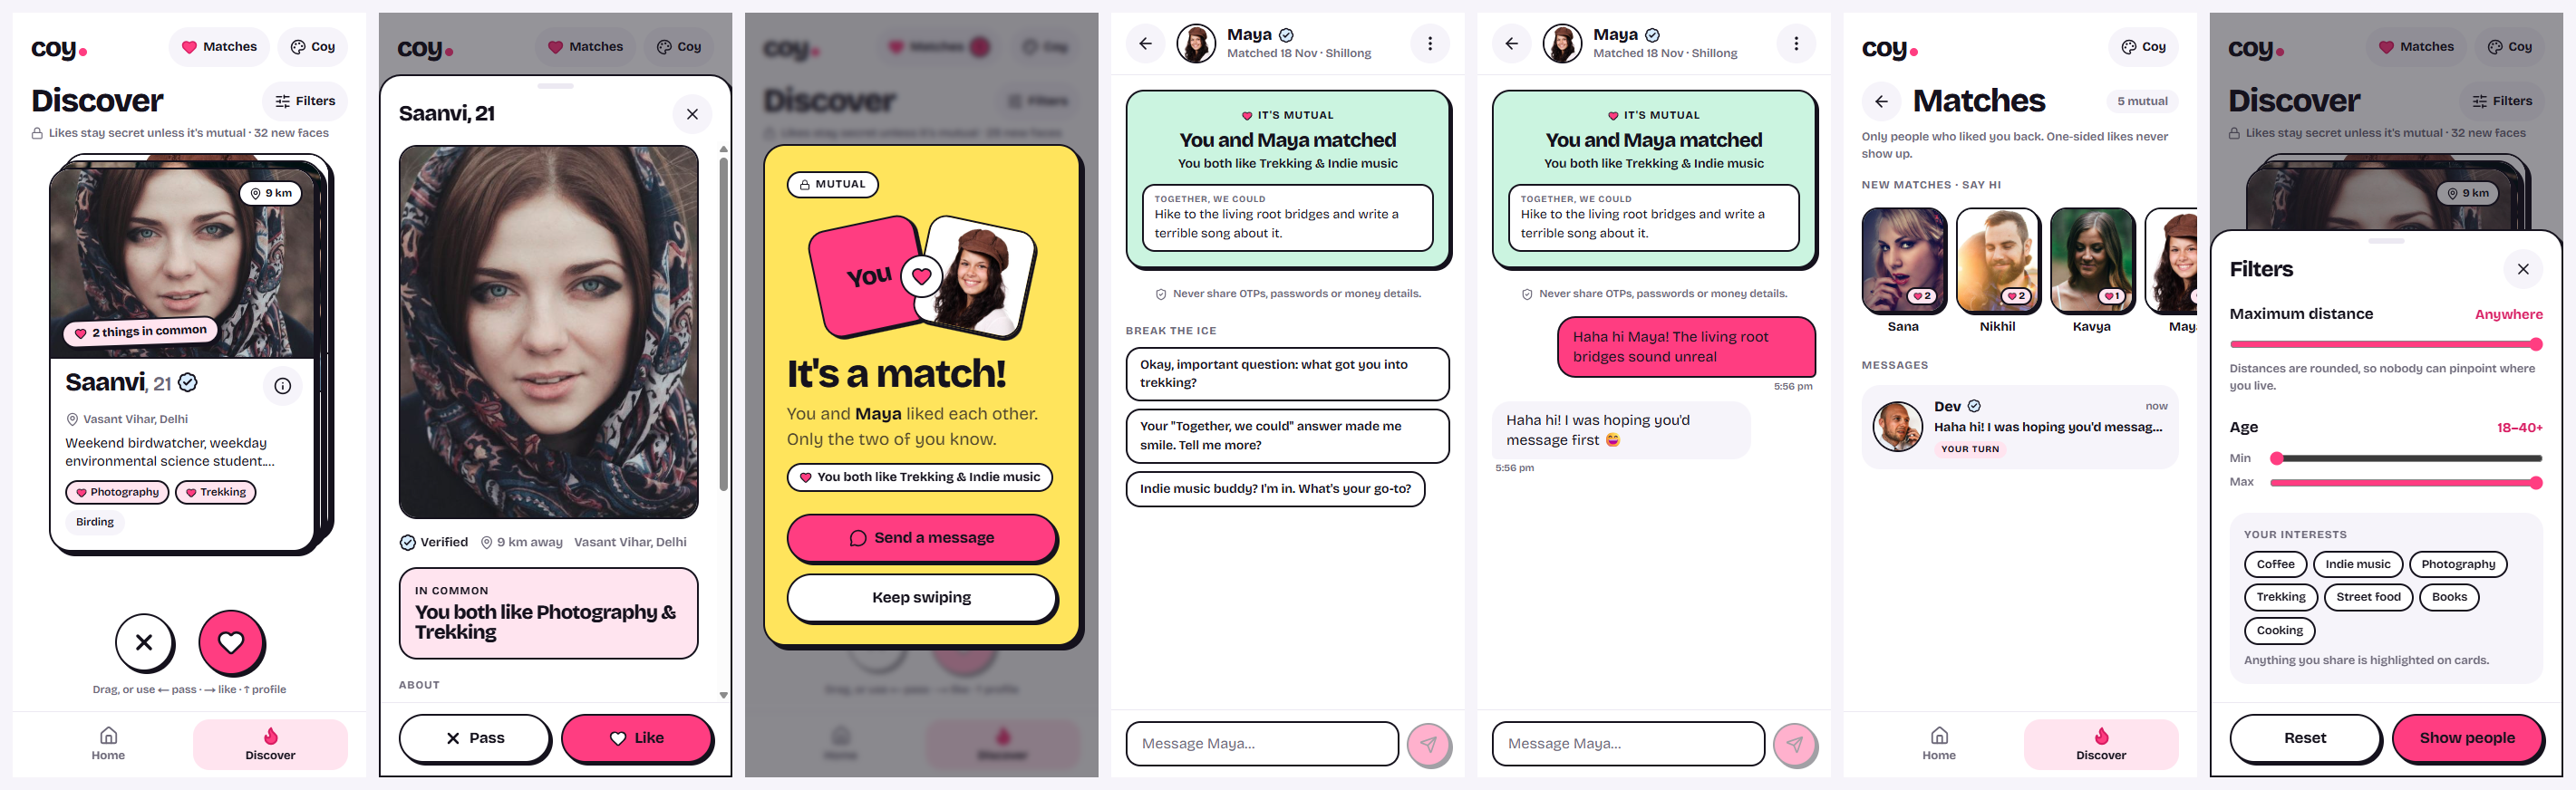 coy.
Matches
Coy
Discover
Filters
Likes stay secret unless it's mutual · 32 new faces
9 km
2 things in common
Saanvi, 21
Vasant Vihar, Delhi
Weekend birdwatcher, weekday
environmental science student....
Photography
Trekking
Birding
Drag, or use ← pass · → like · ↑ profile
Home
Discover
coy.
Matches
Coy
Saanvi, 21
Verified
9 km away
Vasant Vihar, Delhi
IN COMMON
You both like Photography &
Trekking
ABOUT
Pass
Like
coy.
Matches
Coy
Discover
Filters
MUTUAL
You
It's a match!
You and Maya liked each other.
Only the two of you know.
You both like Trekking & Indie music
Send a message
Keep swiping
Home
Discover
Maya
Matched 18 Nov · Shillong
IT'S MUTUAL
You and Maya matched
You both like Trekking & Indie music
TOGETHER, WE COULD
Hike to the living root bridges and write a
terrible song about it.
Never share OTPs, passwords or money details.
BREAK THE ICE
Okay, important question: what got you into
trekking?
Your "Together, we could" answer made me
smile. Tell me more?
Indie music buddy? I'm in. What's your go-to?
Message Maya...
Maya
Matched 18 Nov · Shillong
IT'S MUTUAL
You and Maya matched
You both like Trekking & Indie music
TOGETHER, WE COULD
Hike to the living root bridges and write a
terrible song about it.
Never share OTPs, passwords or money details.
Haha hi Maya! The living root
bridges sound unreal
5:56 pm
Haha hi! I was hoping you'd
message first 😄
5:56 pm
Message Maya...
coy.
Coy
Matches
5 mutual
Only people who liked you back. One-sided likes never
show up.
NEW MATCHES · SAY HI
2
2
1
Sana
Nikhil
Kavya
May
MESSAGES
Dev
now
Haha hi! I was hoping you'd messag...
YOUR TURN
Home
Discover
coy.
Matches
Coy
Discover
Filters
Likes stay secret unless it's mutual · 32 new faces
9 km
Filters
Maximum distance
Anywhere
Distances are rounded, so nobody can pinpoint where
you live.
Age
18–40+
Min
Max
YOUR INTERESTS
Coffee
Indie music
Photography
Trekking
Street food
Books
Cooking
Anything you share is highlighted on cards.
Reset
Show people